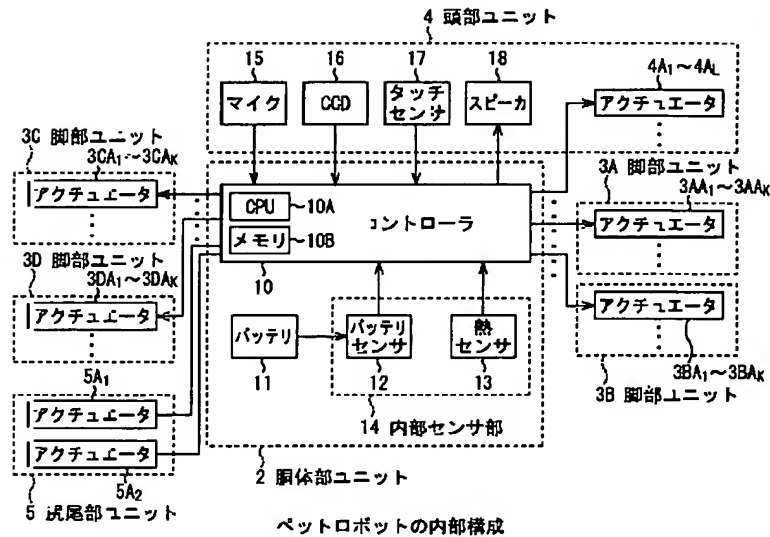 4 頭部ユニット
15
16
17
18
マイク
CCD
タッチ
センサ
スピーカ
4A₁~4AL
アクチュエータ
3C 脚部ユニット
3CA₁~3CAK
アクチュエータ
3D 脚部ユニット
3DA₁~3DAK
アクチュエータ
5A₁
アクチュエータ
アクチュエータ
5A₂
5 尻尾部ユニット
CPU ~10A
メモリ ~10B
コントローラ
10
バッテリ
11
バッテリ
センサ
12
熱
センサ
13
14 内部センサ部
2 胴体部ユニット
3A 脚部ユニット
3AA₁~3AAK
アクチュエータ
アクチュエータ
3BA₁~3BAK
3B 脚部ユニット
ペットロボットの内部構成